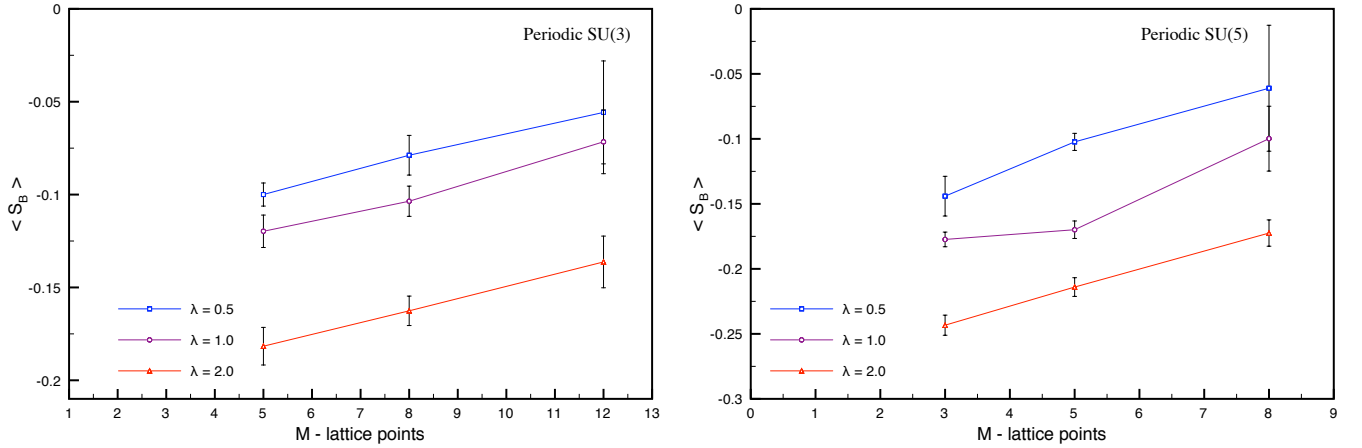 Periodic SU(3)
0
-0.05
-0.1
-0.15
-0.2
< S_B >
λ = 0.5
λ = 1.0
λ = 2.0
1 2 3 4 5 6 7 8 9 10 11 12 13
M - lattice points
Periodic SU(5)
0
-0.05
-0.1
-0.15
-0.2
-0.25
-0.3
< S_B >
λ = 0.5
λ = 1.0
λ = 2.0
0 1 2 3 4 5 6 7 8 9
M - lattice points